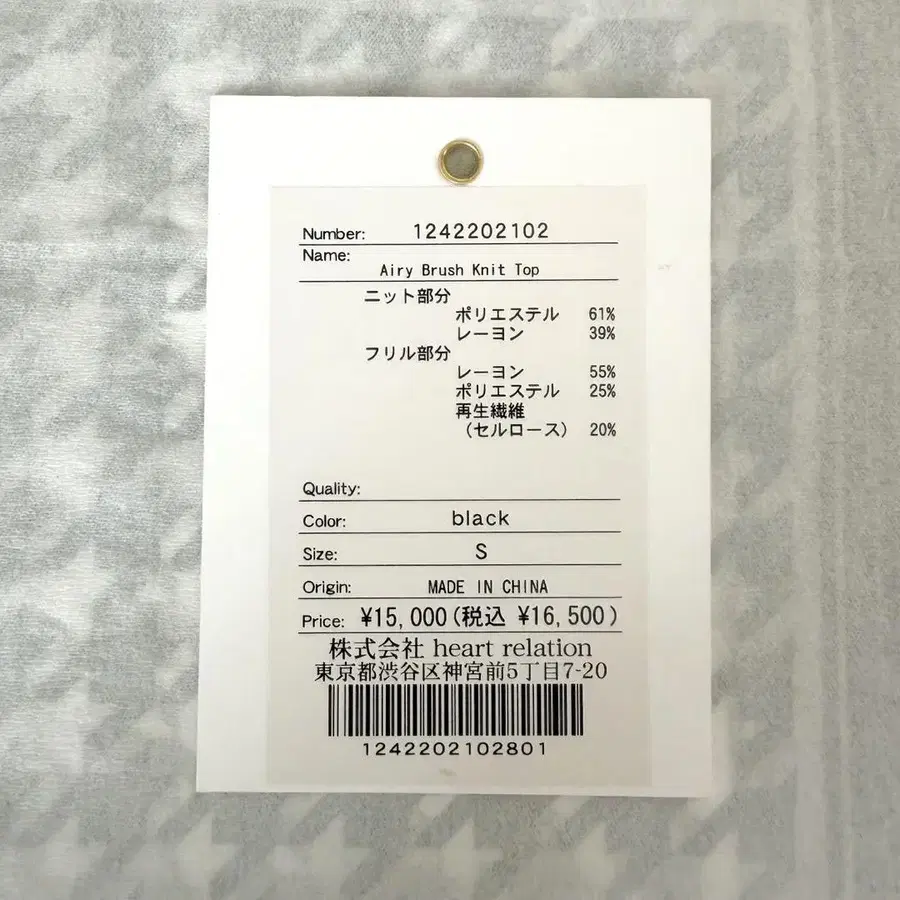 Number: 1242202102
Name:
Airy Brush Knit Top
ニット部分
ポリエステル 61%
レーヨン 39%
フリル部分
レーヨン 55%
ポリエステル 25%
再生繊維
(セルロース) 20%
Quality:
Color: black
Size: S
Origin: MADE IN CHINA
Price: ¥15,000(税込 ¥16,500)
株式会社 heart relation
東京都渋谷区神宮前5丁目7-20
1242202102801